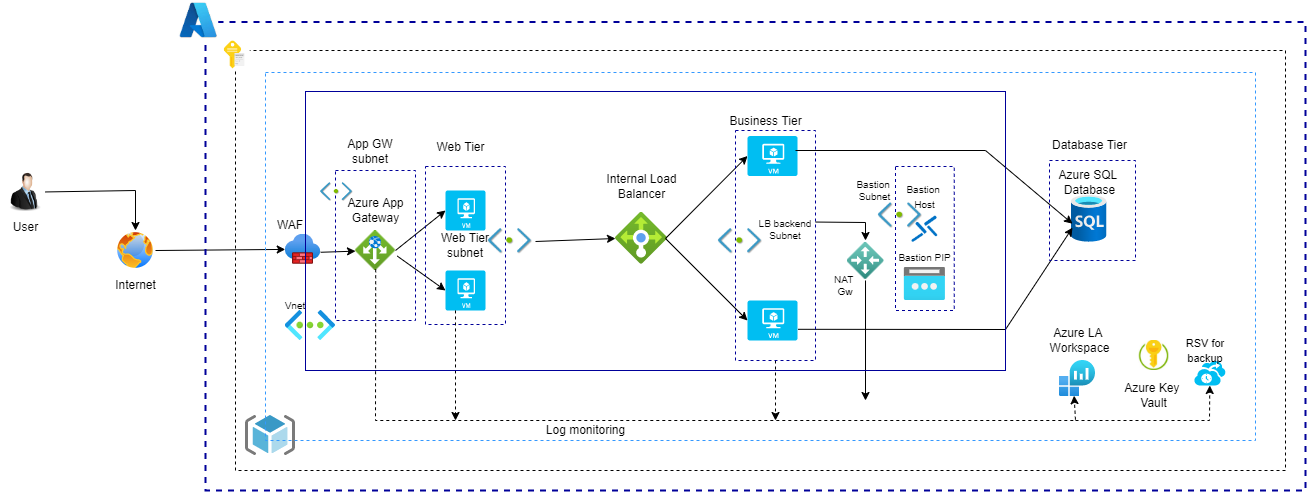 User
Internet
WAF
Vnet
App GW
subnet
Azure App
Gateway
Web Tier
VM
Web Tier
subnet
VM
Internal Load
Balancer
Business Tier
VM
LB backend
Subnet
VM
NAT
Gw
Bastion
Subnet
Bastion
Host
Bastion PIP
Database Tier
Azure SQL
Database
SQL
Azure LA
Workspace
Azure Key
Vault
RSV for
backup
Log monitoring